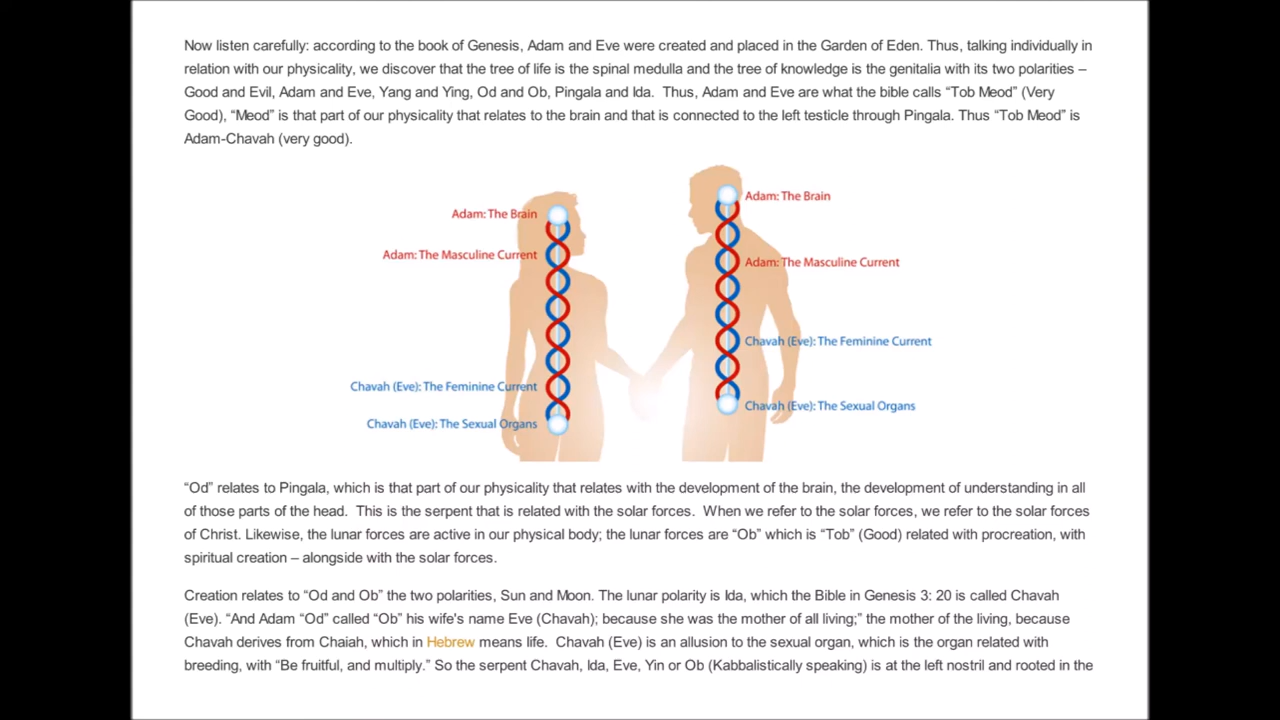 Now listen carefully: according to the book of Genesis, Adam and Eve were created and placed in the Garden of Eden. Thus, talking individually in
relation with our physicality, we discover that the tree of life is the spinal medulla and the tree of knowledge is the genitalia with its two polarities –
Good and Evil, Adam and Eve, Yang and Ying, Od and Ob, Pingala and Ida.  Thus, Adam and Eve are what the bible calls “Tob Meod” (Very
Good), “Meod” is that part of our physicality that relates to the brain and that is connected to the left testicle through Pingala. Thus “Tob Meod” is
Adam-Chavah (very good).
Adam: The Brain
Adam: The Masculine Current
Chavah (Eve): The Feminine Current
Chavah (Eve): The Sexual Organs
Adam: The Brain
Adam: The Masculine Current
Chavah (Eve): The Feminine Current
Chavah (Eve): The Sexual Organs
“Od” relates to Pingala, which is that part of our physicality that relates with the development of the brain, the development of understanding in all
of those parts of the head.  This is the serpent that is related with the solar forces.  When we refer to the solar forces, we refer to the solar forces
of Christ. Likewise, the lunar forces are active in our physical body; the lunar forces are “Ob” which is “Tob” (Good) related with procreation, with
spiritual creation – alongside with the solar forces.
Creation relates to “Od and Ob” the two polarities, Sun and Moon. The lunar polarity is Ida, which the Bible in Genesis 3: 20 is called Chavah
(Eve). “And Adam “Od” called “Ob” his wife's name Eve (Chavah); because she was the mother of all living;” the mother of the living, because
Chavah derives from Chaiah, which in Hebrew means life.  Chavah (Eve) is an allusion to the sexual organ, which is the organ related with
breeding, with “Be fruitful, and multiply.” So the serpent Chavah, Ida, Eve, Yin or Ob (Kabbalistically speaking) is at the left nostril and rooted in the